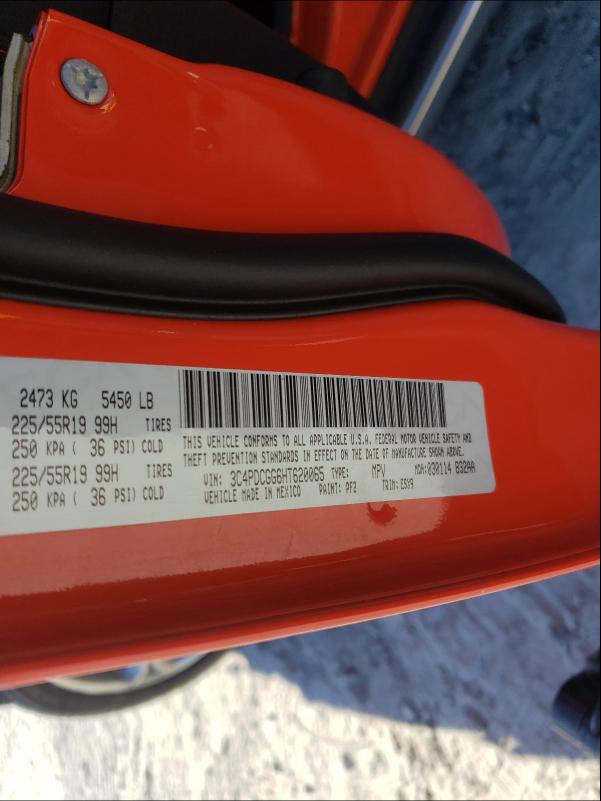 2473 KG 5450 LB
225/55R19 99H TIRES
250 KPA ( 36 PSI) COLD
225/55R19 99H TIRES
250 KPA ( 36 PSI) COLD
THIS VEHICLE CONFORMS TO ALL APPLICABLE U.S.A. FEDERAL MOTOR VEHICLE SAFETY AND
THEFT PREVENTION STANDARDS IN EFFECT ON THE DATE OF MANUFACTURE SHOWN ABOVE.
VIN: 3C4PDCGG6HT620065 TYPE: MPV MDH: 030114 832AA
VEHICLE MADE IN MEXICO PAINT: PF2 TRIM: E5X9